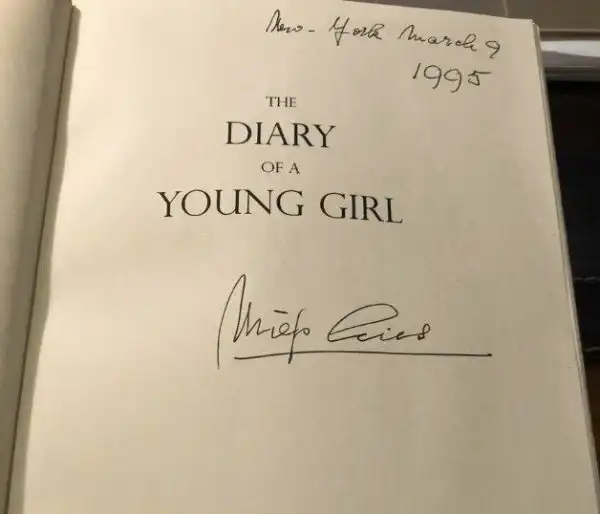 New-York March 9
1995
THE
DIARY
OF A
YOUNG GIRL
Miep Gies